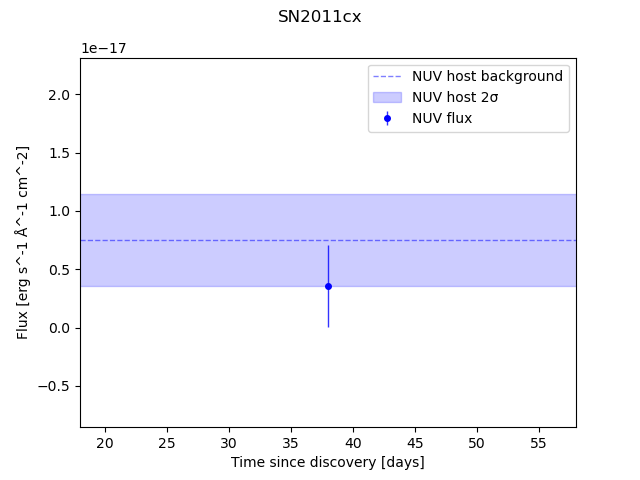 SN2011cx
1e−17
NUV host background
NUV host 2σ
NUV flux
2.0
1.5
1.0
0.5
0.0
−0.5
Flux [erg s^-1 Å^-1 cm^-2]
20 25 30 35 40 45 50 55
Time since discovery [days]